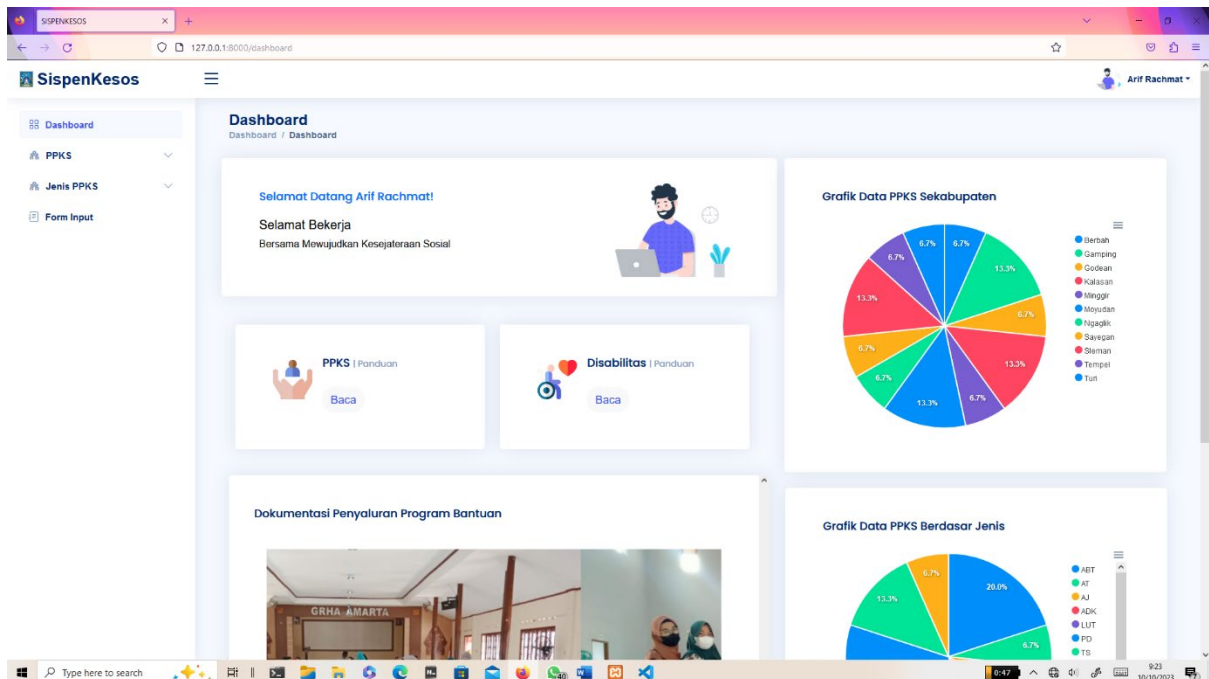 SISPENKESOS
127.0.0.1:8000/dashboard
SispenKesos
Arif Rachmat
Dashboard
PPKS
Jenis PPKS
Form Input
Dashboard
Dashboard / Dashboard
Selamat Datang Arif Rachmat!
Selamat Bekerja
Bersama Mewujudkan Kesejateraan Sosial
PPKS | Panduan
Baca
Disabilitas | Panduan
Baca
Dokumentasi Penyaluran Program Bantuan
GRHA AMARTA
Grafik Data PPKS Sekabupaten
6.7%
13.3%
6.7%
13.3%
6.7%
13.3%
6.7%
6.7%
13.3%
6.7%
6.7%
Berbah
Gamping
Godean
Kalasan
Minggir
Moyudan
Ngaglik
Sayegan
Sleman
Tempel
Turi
Grafik Data PPKS Berdasar Jenis
20.0%
6.7%
13.3%
6.7%
ABT
AT
AJ
ADK
LUT
PD
TS
Type here to search
0:47
9:23
10/10/2023